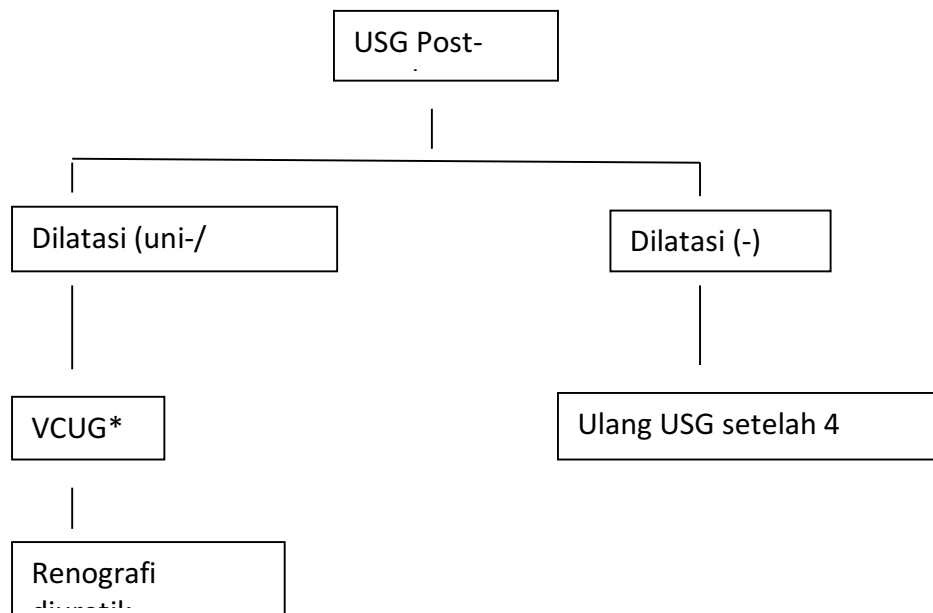 USG Post-
Dilatasi (uni-/
Dilatasi (-)
VCUG*
Ulang USG setelah 4
Renografi